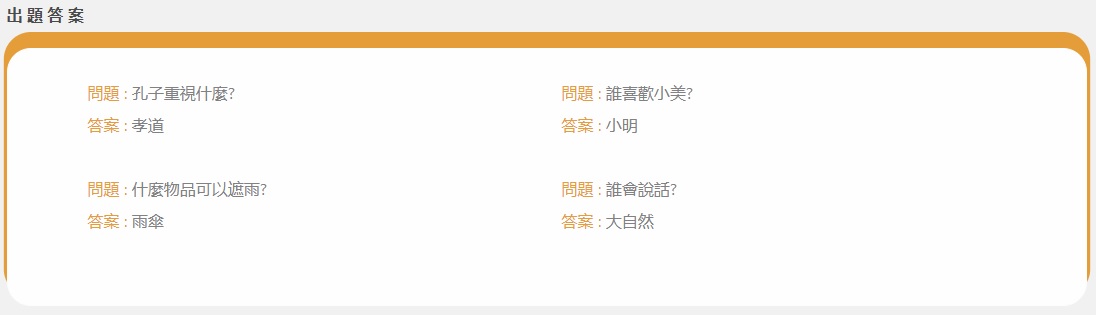 出題答案
問題 : 孔子重視什麼?
答案 : 孝道
問題 : 誰喜歡小美?
答案 : 小明
問題 : 什麼物品可以遮雨?
答案 : 雨傘
問題 : 誰會說話?
答案 : 大自然